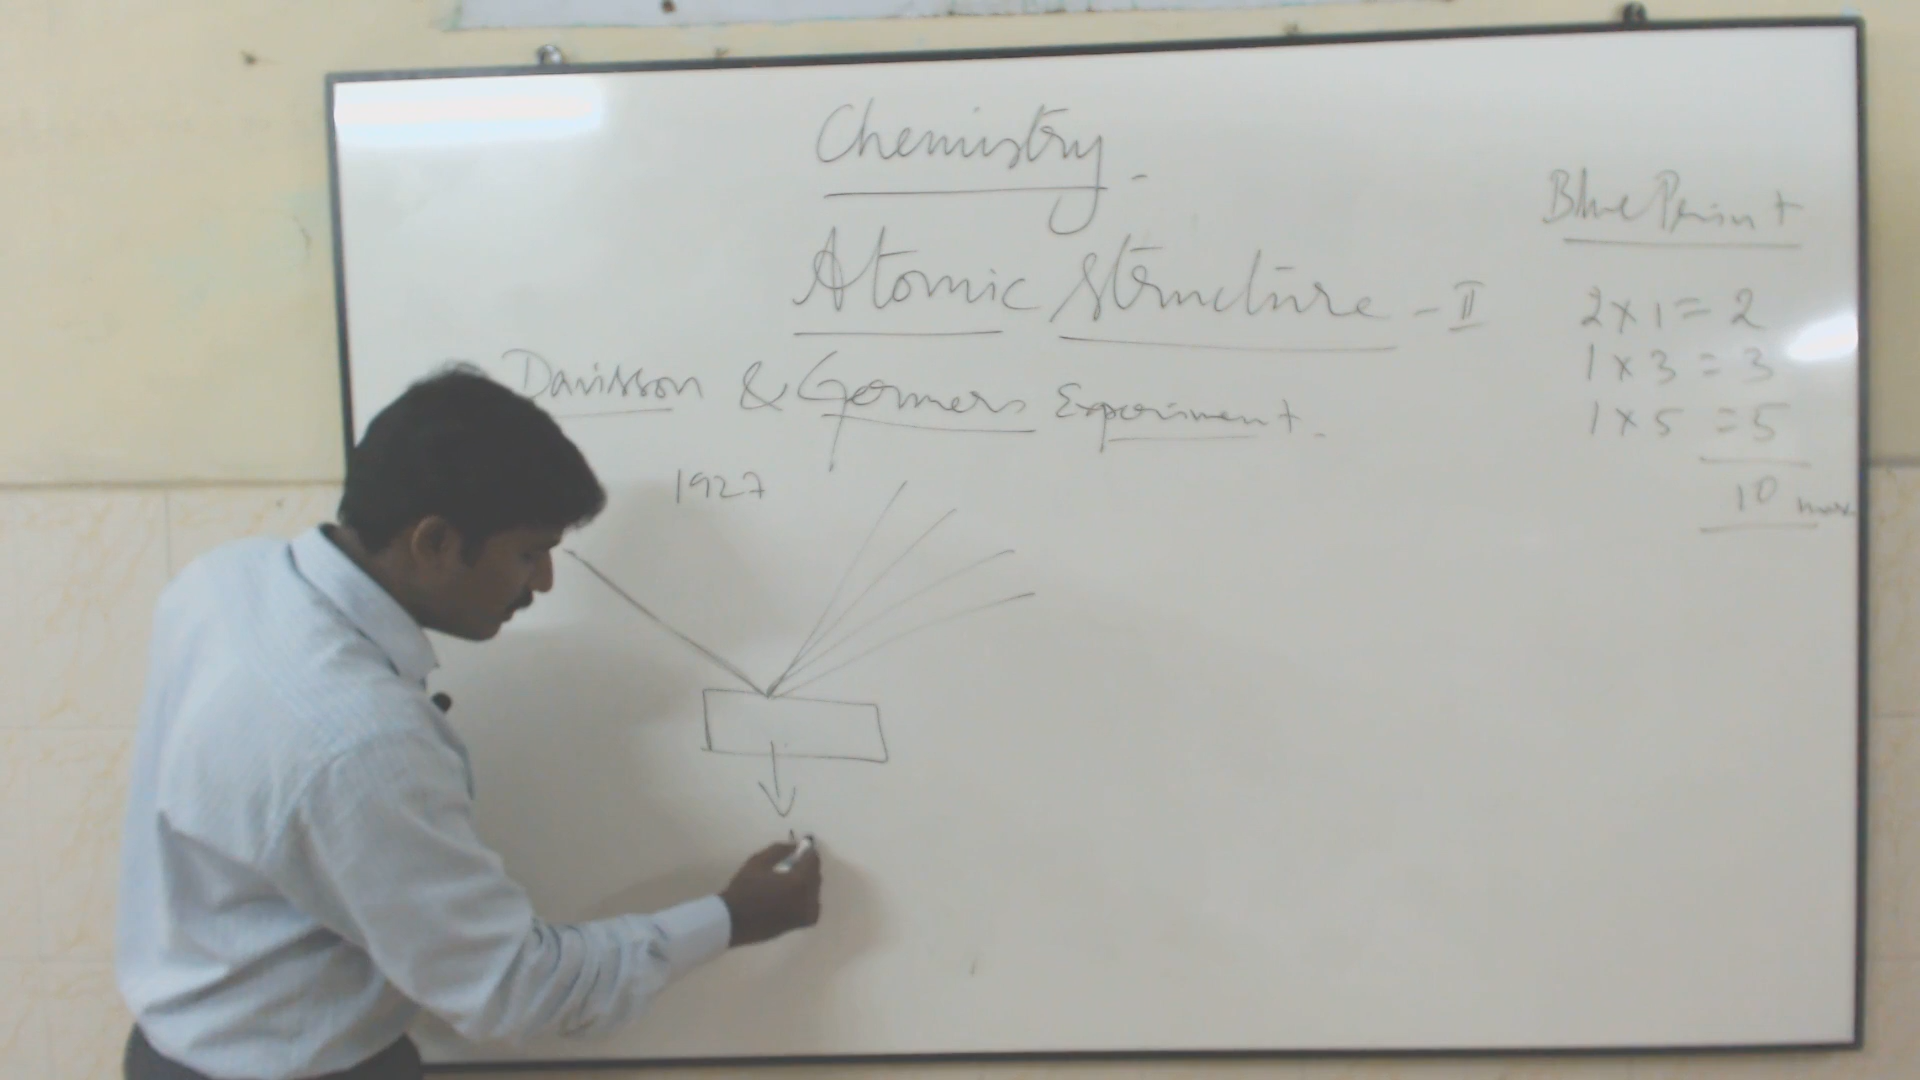 Chemistry.
Atomic Structure - II
Davisson & Germers Experiment.
1927
Blue Print
2 x 1 = 2
1 x 3 = 3
1 x 5 = 5
10